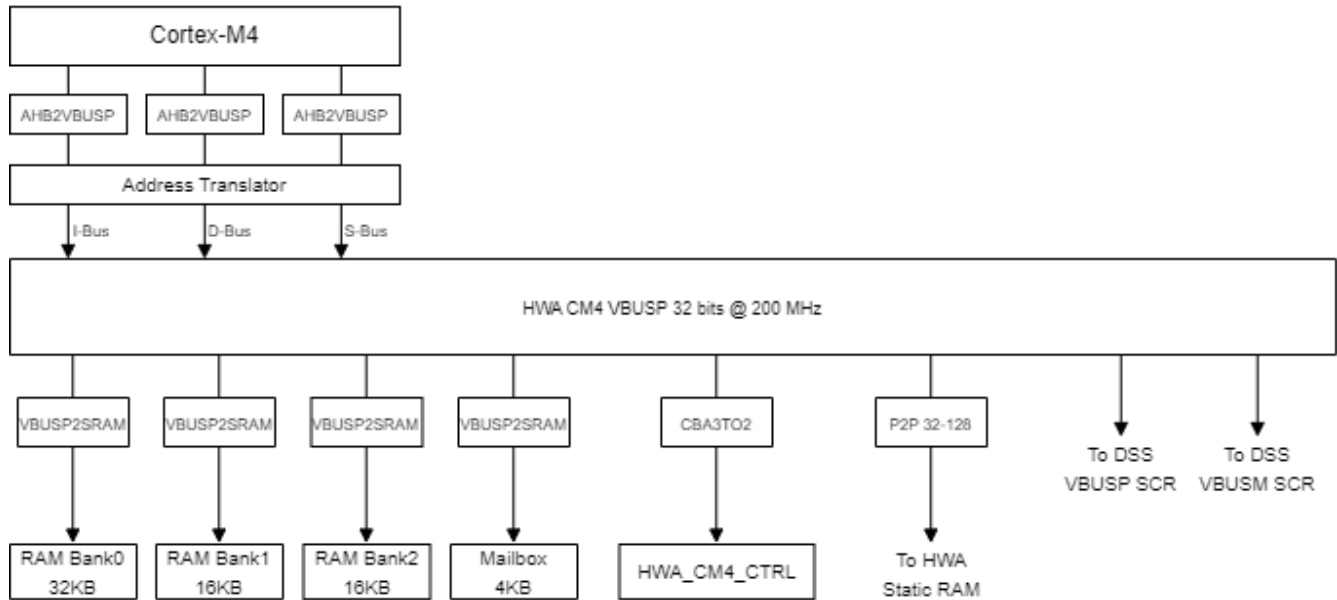 Cortex-M4
AHB2VBUSP
AHB2VBUSP
AHB2VBUSP
Address Translator
I-Bus
D-Bus
S-Bus
HWA CM4 VBUSP 32 bits @ 200 MHz
VBUSP2SRAM
VBUSP2SRAM
VBUSP2SRAM
VBUSP2SRAM
CBA3TO2
P2P 32-128
To DSS
VBUSP SCR
To DSS
VBUSM SCR
RAM Bank0
32KB
RAM Bank1
16KB
RAM Bank2
16KB
Mailbox
4KB
HWA_CM4_CTRL
To HWA
Static RAM